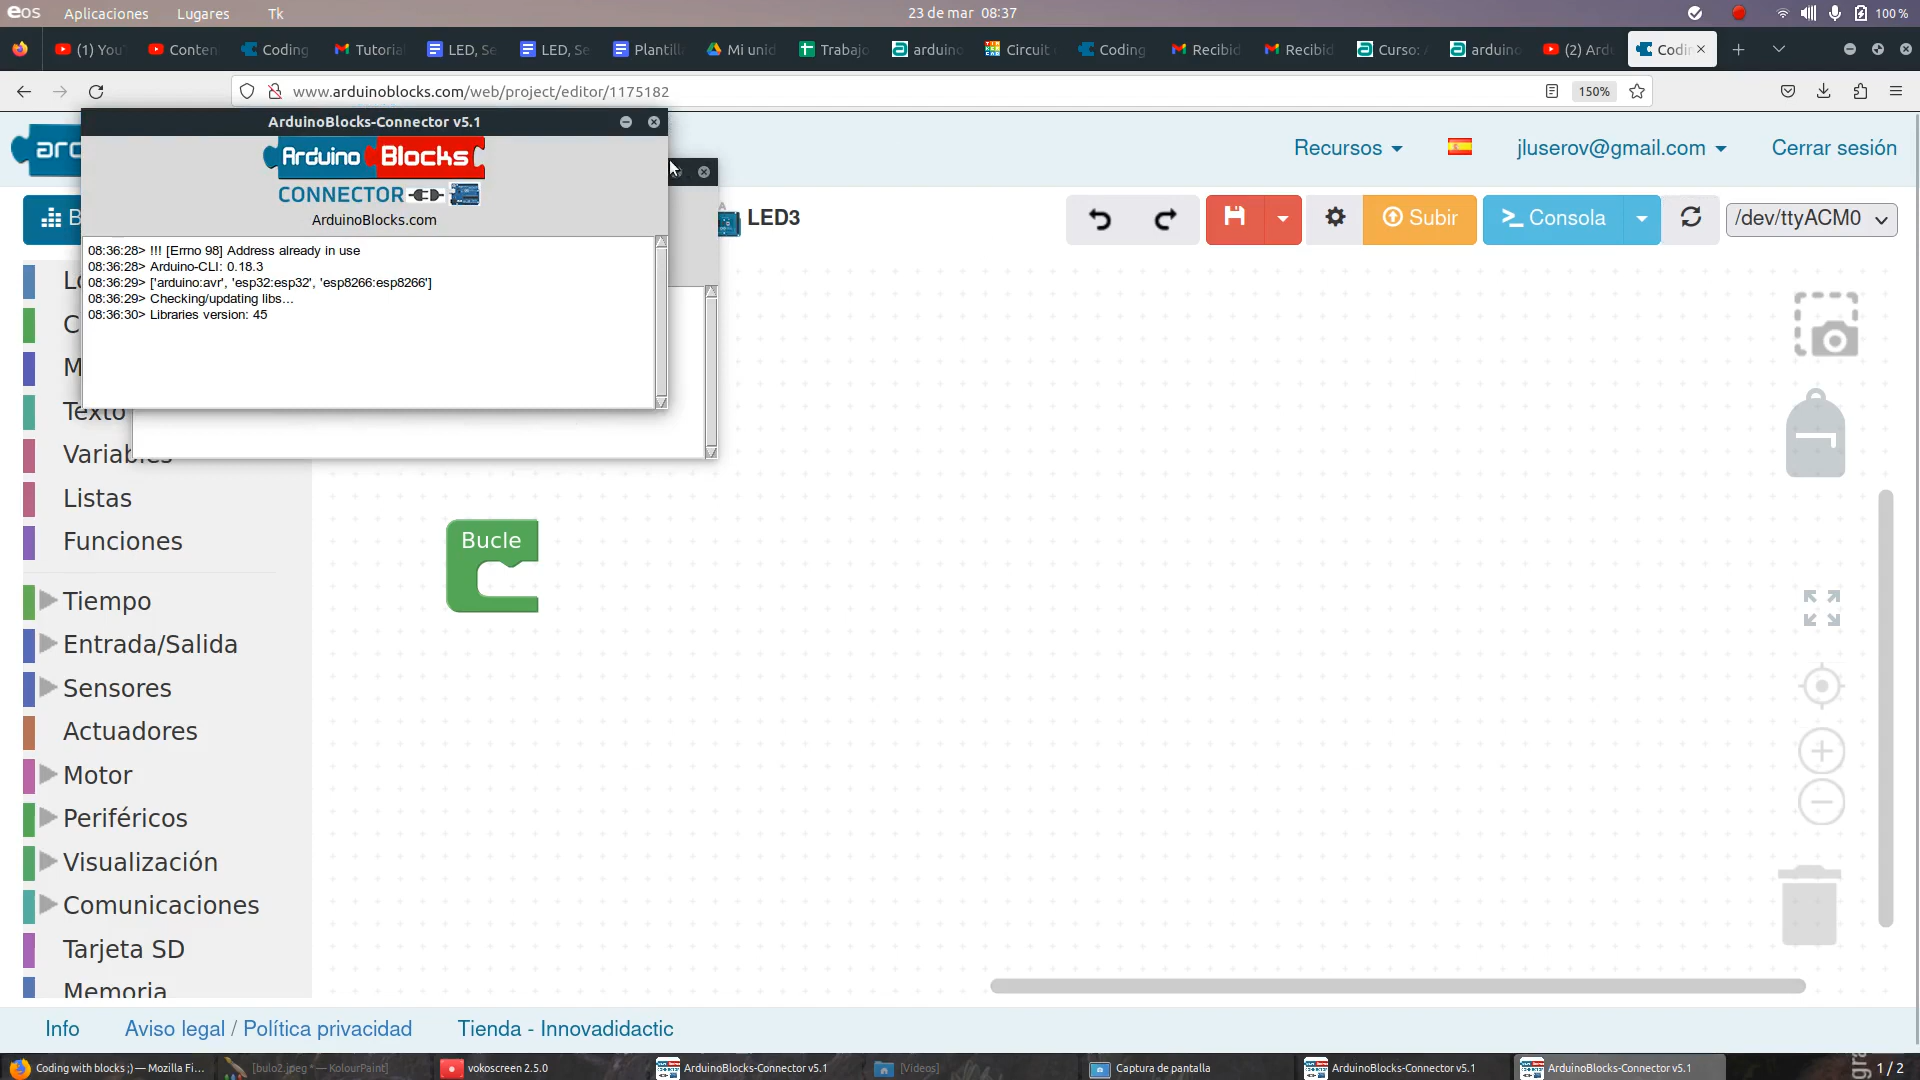 eos Aplicaciones Lugares Tk 23 de mar 08:37 100 %
(1) You Conten Coding Tutoria LED, Se LED, Se Plantill Mi unid Trabajo arduino Circuit Coding Recibid Recibid Curso: A arduino (2) Ard Codin
www.arduinoblocks.com/web/project/editor/1175182 150%
ArduinoBlocks-Connector v5.1
Arduino Blocks
CONNECTOR
ArduinoBlocks.com
08:36:28> !!! [Errno 98] Address already in use
08:36:28> Arduino-CLI: 0.18.3
08:36:29> ['arduino:avr', 'esp32:esp32', 'esp8266:esp8266']
08:36:29> Checking/updating libs...
08:36:30> Libraries version: 45
Recursos jluserov@gmail.com Cerrar sesión
LED3 Subir Consola /dev/ttyACM0
Texto
Variables
Listas
Funciones
Tiempo
Entrada/Salida
Sensores
Actuadores
Motor
Periféricos
Visualización
Comunicaciones
Tarjeta SD
Memoria
Bucle
Info Aviso legal / Política privacidad Tienda - Innovadidactic
Coding with blocks ;) — Mozilla Fi... [bulo2.jpeg * — KolourPaint] vokoscreen 2.5.0 ArduinoBlocks-Connector v5.1 [Vídeos] Captura de pantalla ArduinoBlocks-Connector v5.1 ArduinoBlocks-Connector v5.1 1 / 2